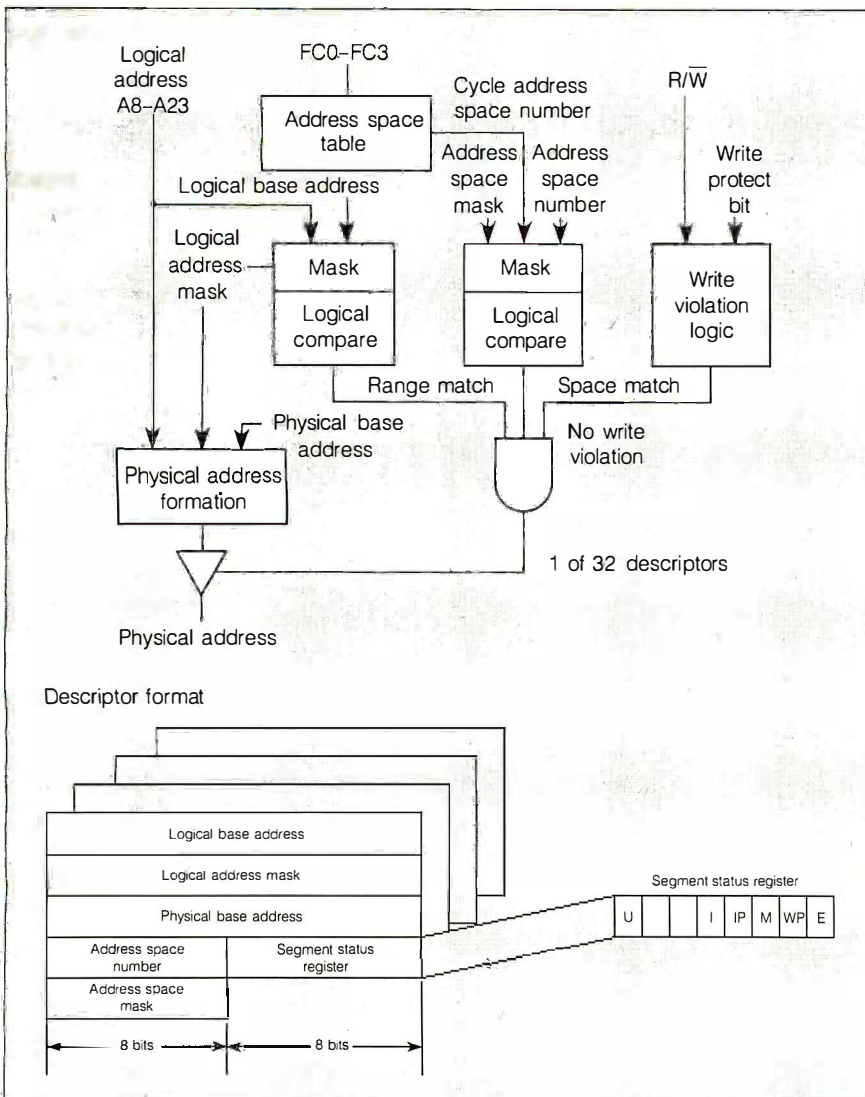 Logical
address
A8–A23
FC0–FC3
Cycle address
space number
R/W̅
Address space
table
Address
space
mask
Address
space
number
Write
protect
bit
Logical base address
Logical
address
mask
Mask
Logical
compare
Mask
Logical
compare
Write
violation
logic
Range match
Space match
Physical base
address
No write
violation
Physical address
formation
1 of 32 descriptors
Physical address
Descriptor format
Logical base address
Logical address mask
Physical base address
Address space
number
Segment status
register
Address space
mask
8 bits
8 bits
Segment status register
U I IP M WP E